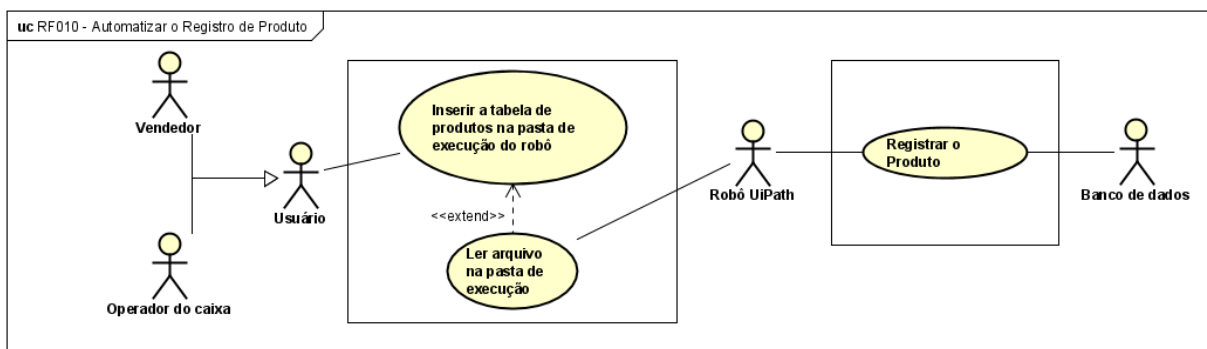 uc RF010 - Automatizar o Registro de Produto
Vendedor
Inserir a tabela de
produtos na pasta de
execução do robô
Usuário
<<extend>>
Ler arquivo
na pasta de
execução
Operador do caixa
Robô UiPath
Registrar o
Produto
Banco de dados